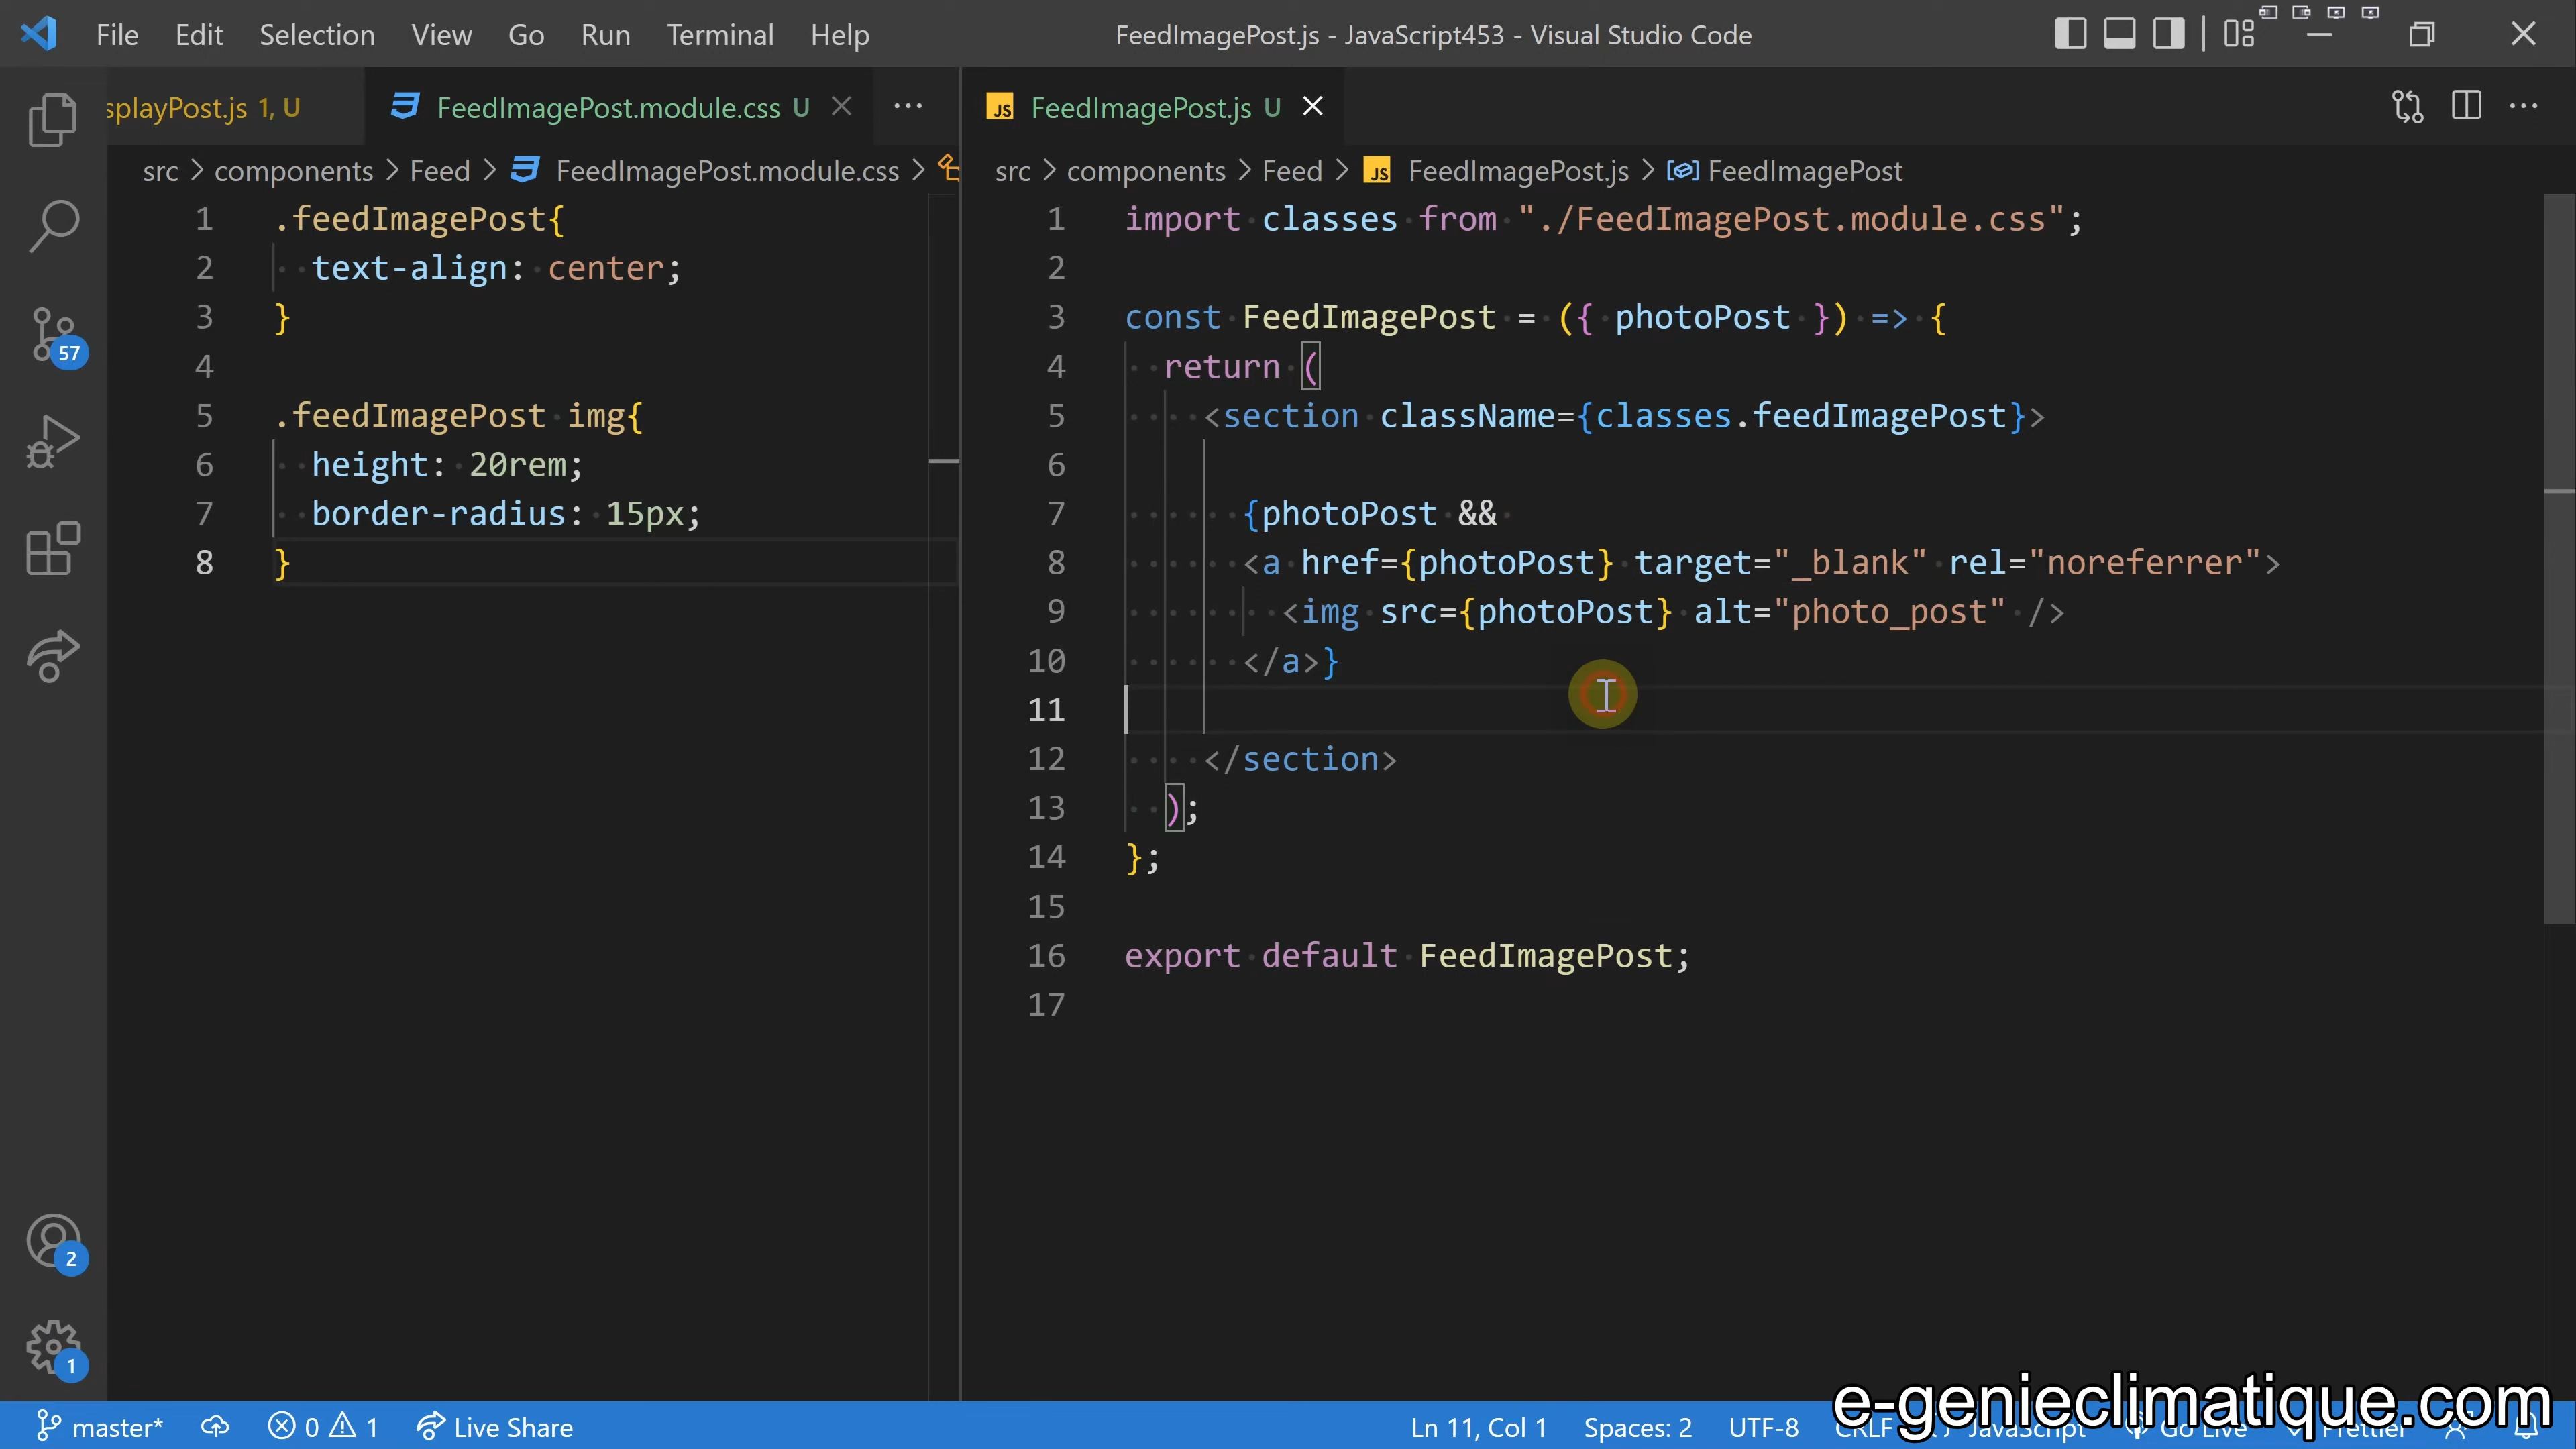 File Edit Selection View Go Run Terminal Help
FeedImagePost.js - JavaScript453 - Visual Studio Code
splayPost.js 1, U
FeedImagePost.module.css U
src > components > Feed > FeedImagePost.module.css >
1 .feedImagePost{
2 text-align: center;
3 }
4
5 .feedImagePost img{
6 height: 20rem;
7 border-radius: 15px;
8 }
FeedImagePost.js U
src > components > Feed > FeedImagePost.js > FeedImagePost
1 import classes from "./FeedImagePost.module.css";
2
3 const FeedImagePost = ({ photoPost }) => {
4 return (
5 <section className={classes.feedImagePost}>
6
7 {photoPost &&
8 <a href={photoPost} target="_blank" rel="noreferrer">
9 <img src={photoPost} alt="photo_post" />
10 </a>}
11
12 </section>
13 );
14 };
15
16 export default FeedImagePost;
17
57
2
1
master* 0 1 Live Share
Ln 11, Col 1 Spaces: 2 UTF-8 CRLF JavaScript Go Live Prettier
e-genieclimatique.com